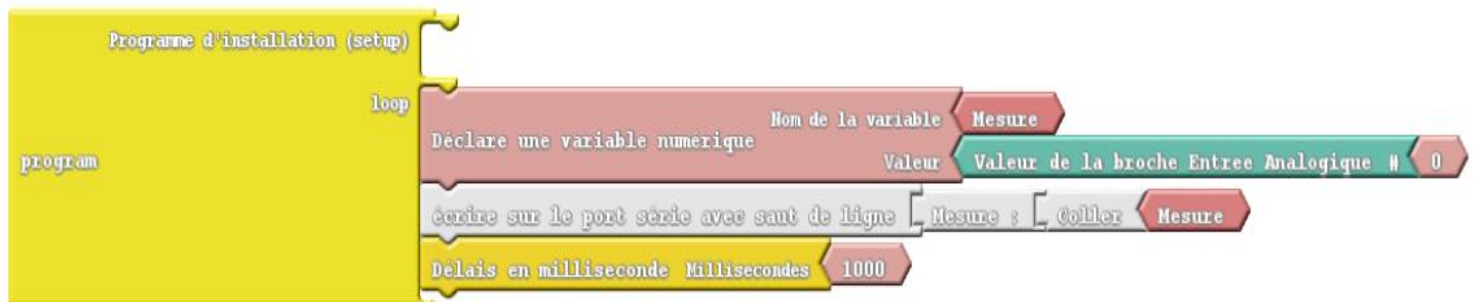 Programme d'installation (setup)
loop
program
Déclare une variable numérique
Nom de la variable Mesure
Valeur Valeur de la broche Entree Analogique # 0
écrire sur le port série avec saut de ligne Mesure : Coller Mesure
Délais en milliseconde Millisecondes 1000